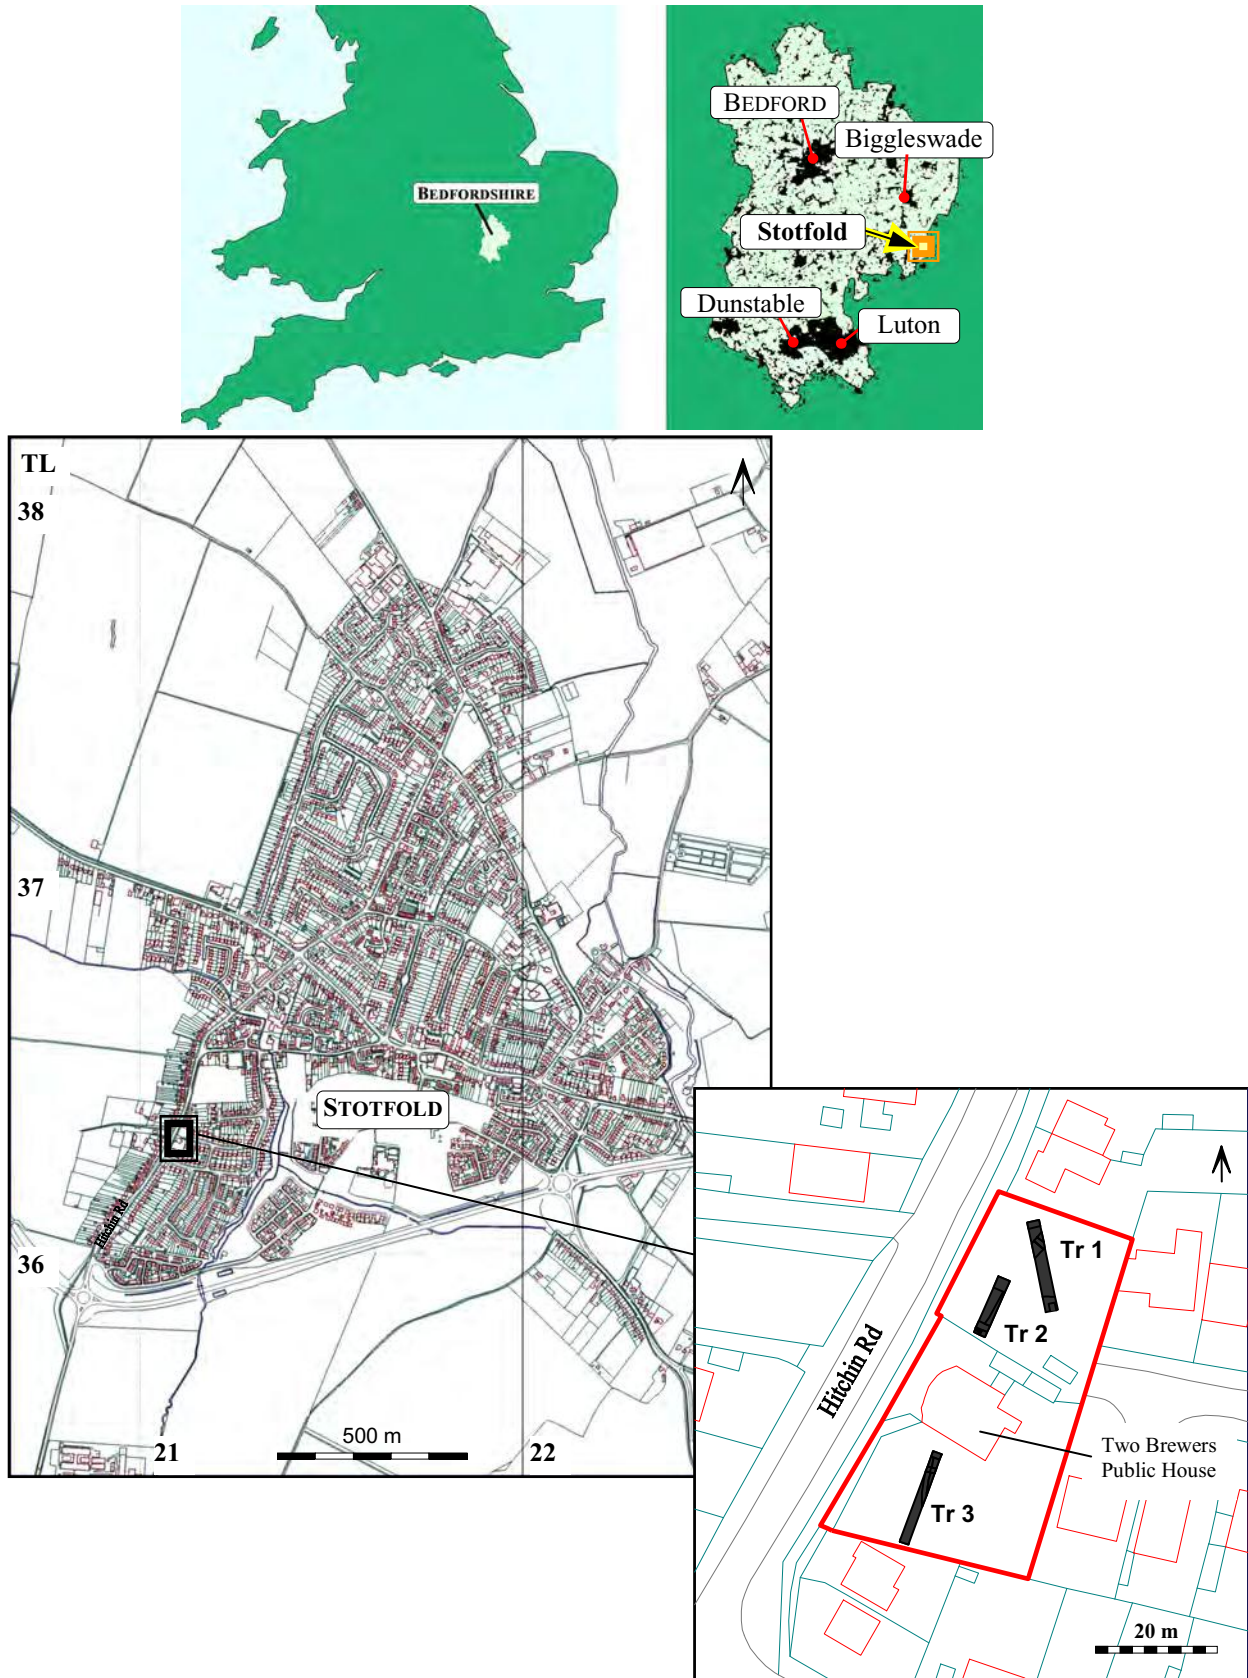 BEDFORDSHIRE
BEDFORD
Biggleswade
Stotfold
Dunstable
Luton
TL
38
37
36
STOTFOLD
Hitchin Rd
500 m
21
22
Tr 1
Tr 2
Hitchin Rd
Two Brewers
Public House
Tr 3
20 m